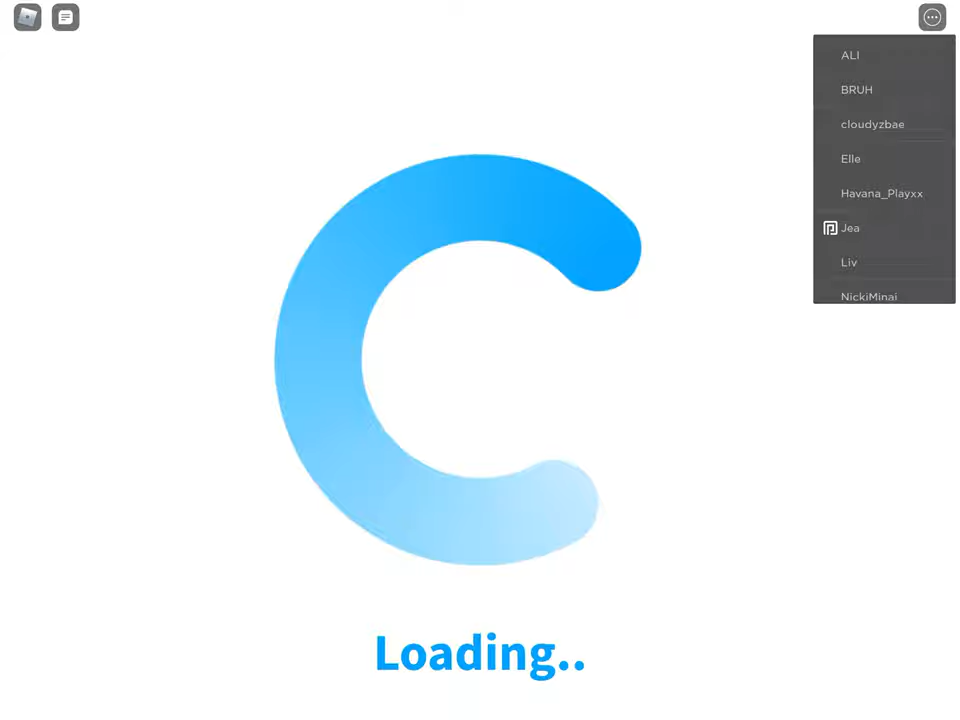 ALI
BRUH
cloudyzbae
Elle
Havana_Playxx
Jea
Liv
NickiMinai
Loading..